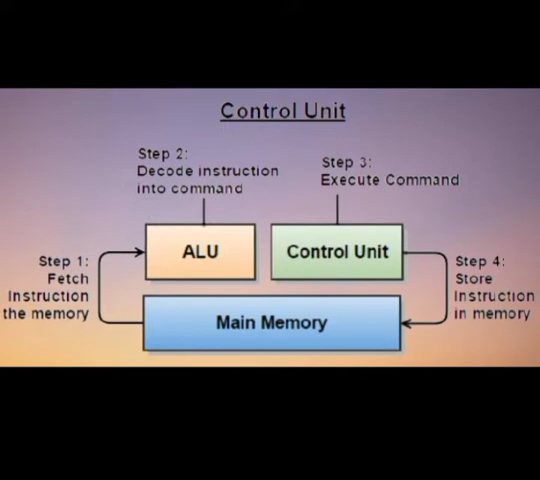 Control Unit
Step 2:
Decode instruction
into command
Step 3:
Execute Command
ALU
Control Unit
Step 1:
Fetch
Instruction
the memory
Step 4:
Store
Instruction
in memory
Main Memory